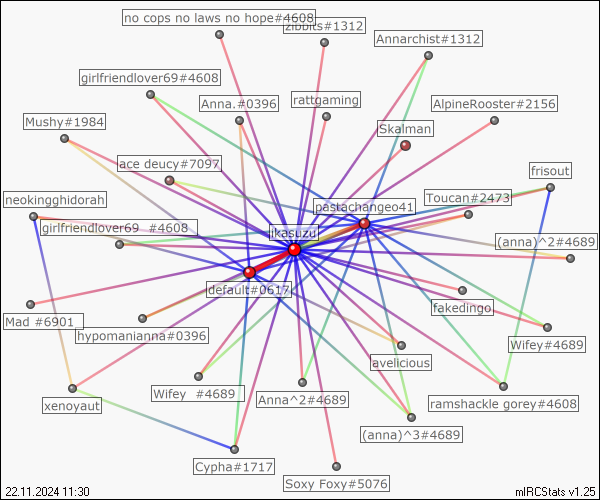 no cops no laws no hope#4608
zibbits#1312
Annarchist#1312
girlfriendlover69#4608
Anna.#0396
rattgaming
AlpineRooster#2156
Mushy#1984
Skalman
ace deucy#7097
frisout
neokingghidorah
pastachangeo41
Toucan#2473
girlfriendlover69 #4608
likasuzu
(anna)^2#4689
default#0617
fakedingo
Mad #6901
hypomanianna#0396
Wifey#4689
avelicious
Wifey #4689
Anna^2#4689
ramshackle gorey#4608
xenoyaut
(anna)^3#4689
Cypha#1717
Soxy Foxy#5076
22.11.2024 11:30
mIRCStats v1.25